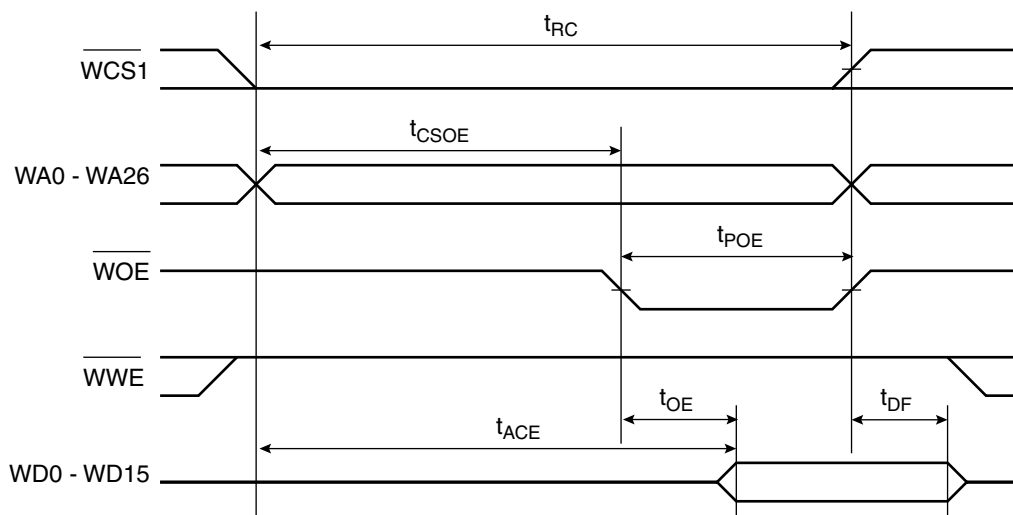 tRC
WCS1
tCSOE
WA0 - WA26
tPOE
WOE
WWE
tOE
tDF
tACE
WD0 - WD15